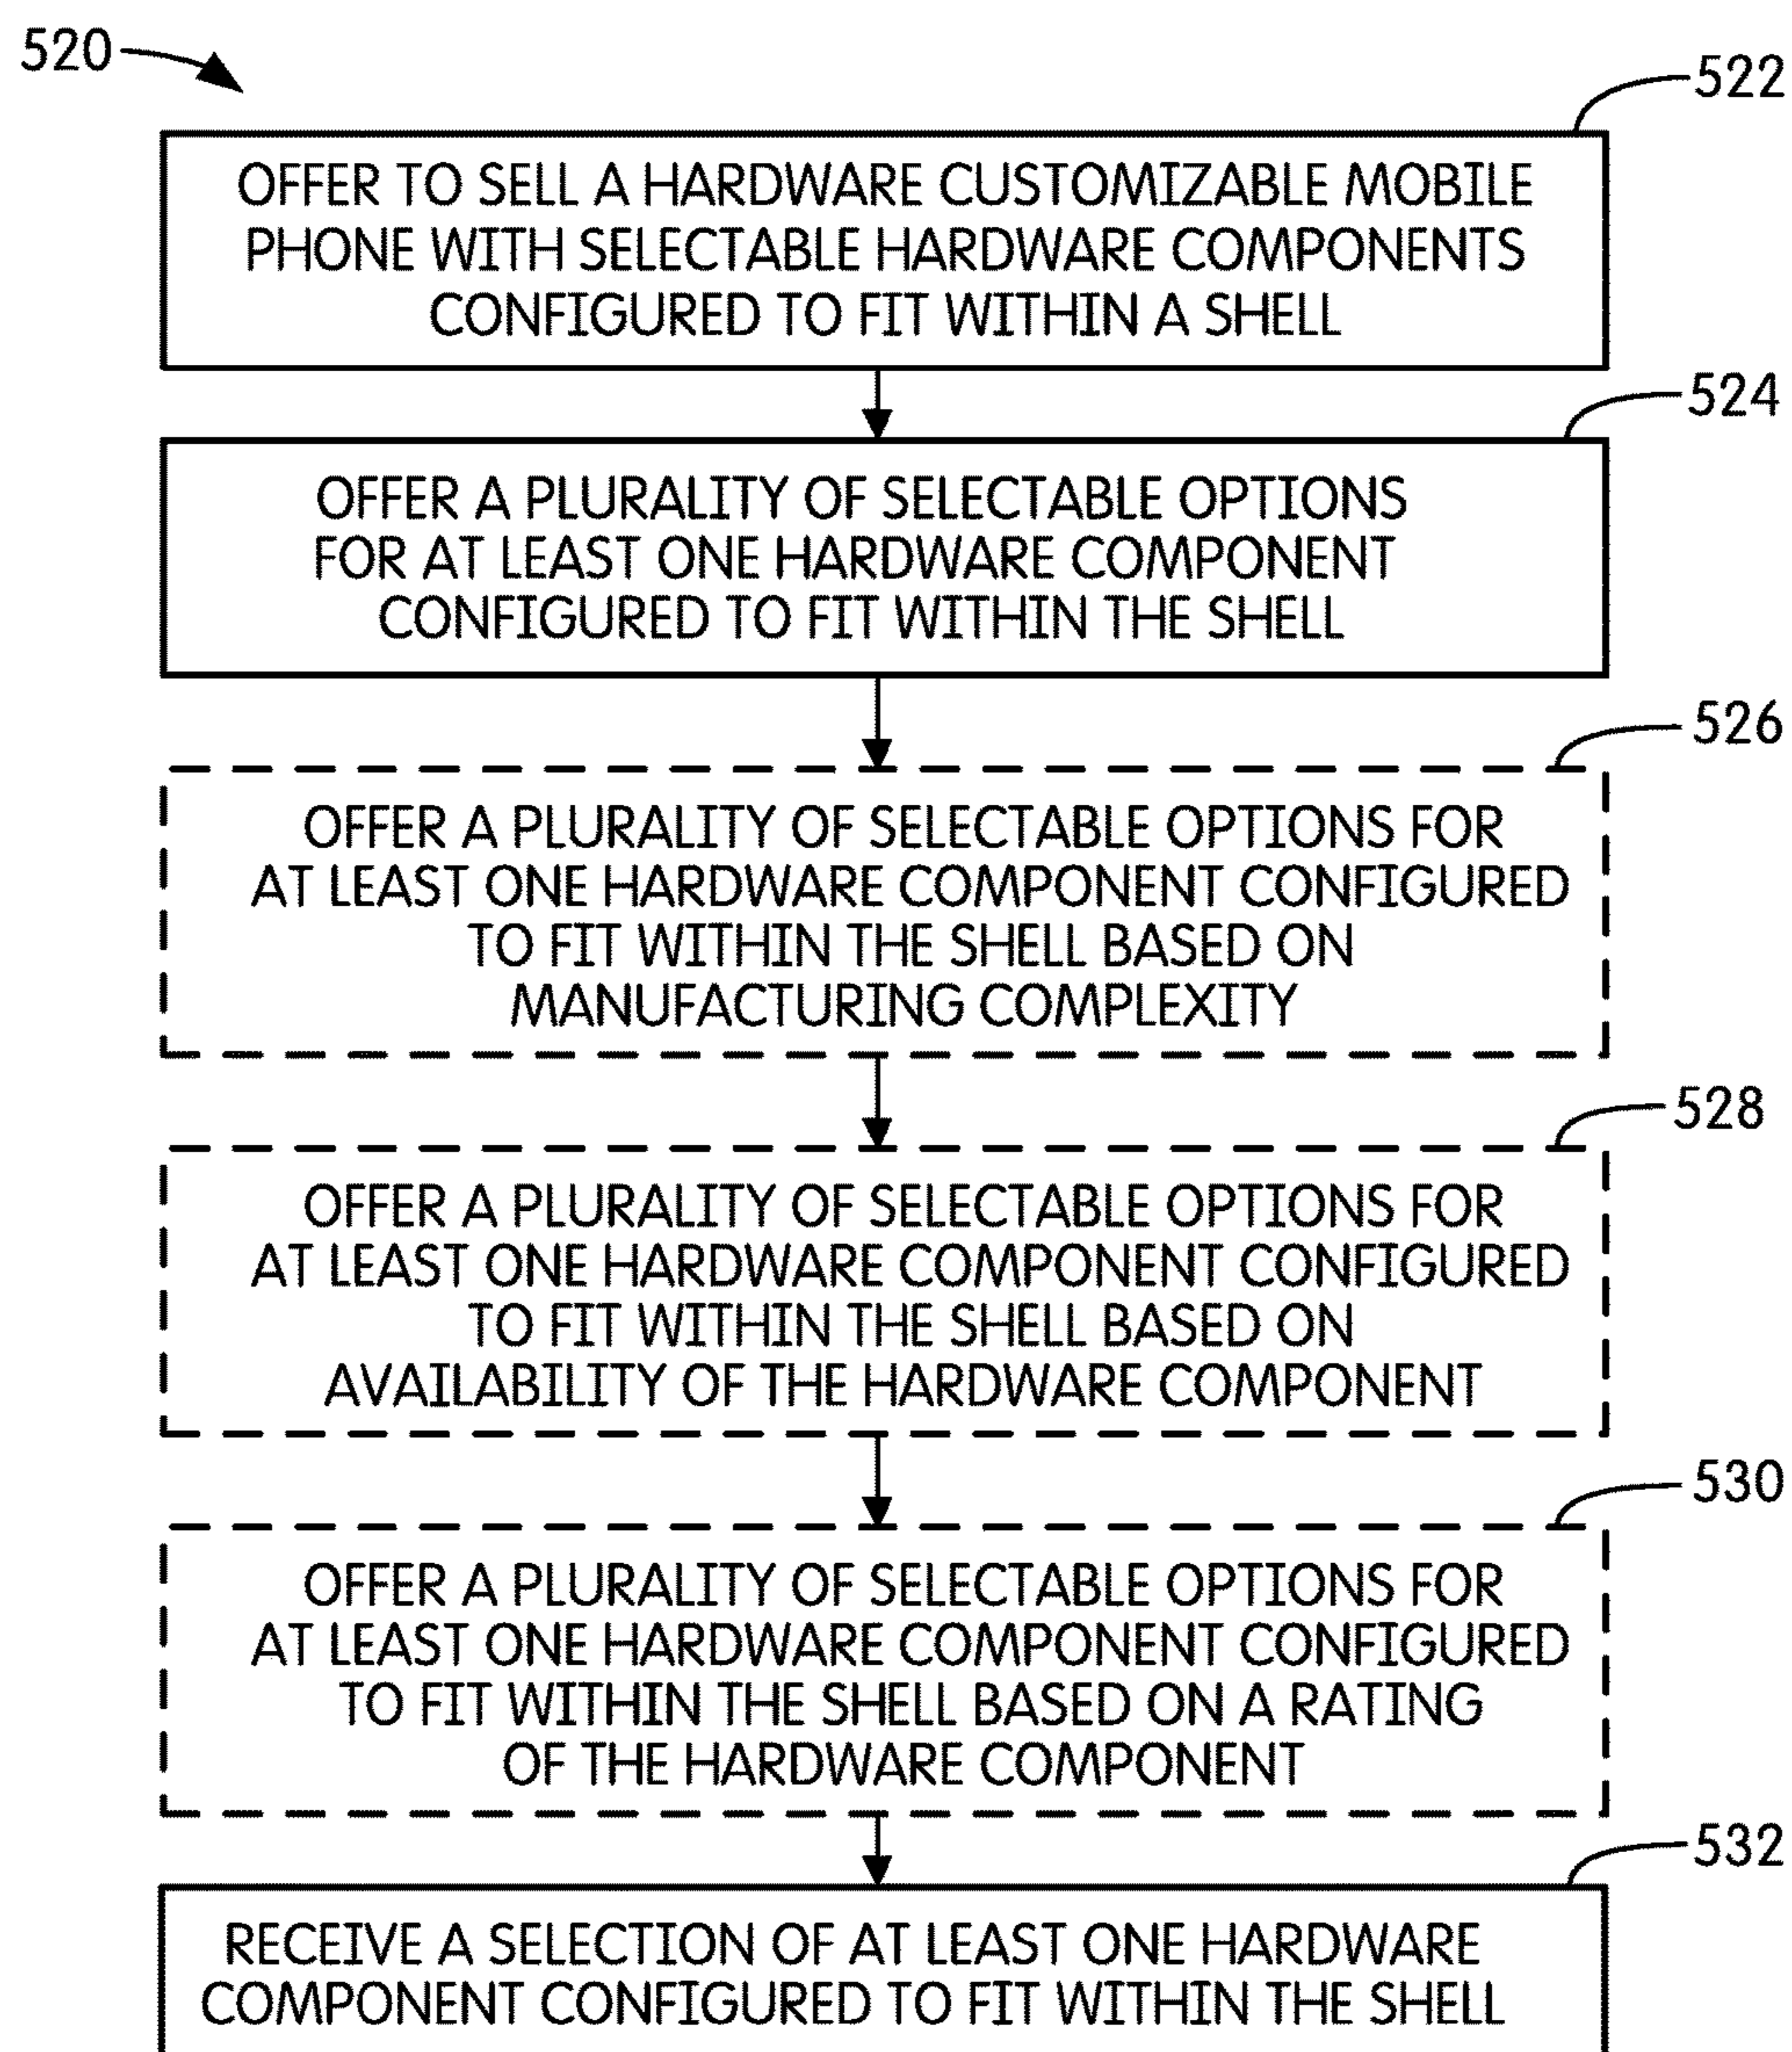 520
522
OFFER TO SELL A HARDWARE CUSTOMIZABLE MOBILE
PHONE WITH SELECTABLE HARDWARE COMPONENTS
CONFIGURED TO FIT WITHIN A SHELL
524
OFFER A PLURALITY OF SELECTABLE OPTIONS
FOR AT LEAST ONE HARDWARE COMPONENT
CONFIGURED TO FIT WITHIN THE SHELL
526
OFFER A PLURALITY OF SELECTABLE OPTIONS FOR
AT LEAST ONE HARDWARE COMPONENT CONFIGURED
TO FIT WITHIN THE SHELL BASED ON
MANUFACTURING COMPLEXITY
528
OFFER A PLURALITY OF SELECTABLE OPTIONS FOR
AT LEAST ONE HARDWARE COMPONENT CONFIGURED
TO FIT WITHIN THE SHELL BASED ON
AVAILABILITY OF THE HARDWARE COMPONENT
530
OFFER A PLURALITY OF SELECTABLE OPTIONS FOR
AT LEAST ONE HARDWARE COMPONENT CONFIGURED
TO FIT WITHIN THE SHELL BASED ON A RATING
OF THE HARDWARE COMPONENT
532
RECEIVE A SELECTION OF AT LEAST ONE HARDWARE
COMPONENT CONFIGURED TO FIT WITHIN THE SHELL